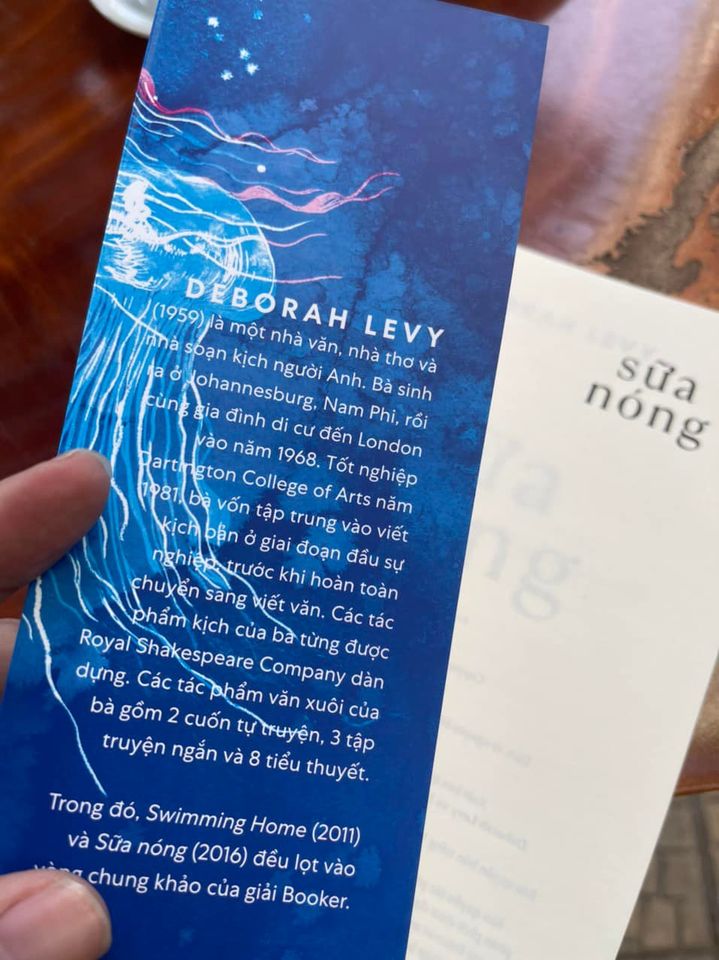 DEBORAH LEVY
(1959) là một nhà văn, nhà thơ và
nhà soạn kịch người Anh. Bà sinh
ra ở Johannesburg, Nam Phi, rồi
cùng gia đình di cư đến London
vào năm 1968. Tốt nghiệp
Dartington College of Arts năm
1981, bà vốn tập trung vào viết
kịch bản ở giai đoạn đầu sự
nghiệp, trước khi hoàn toàn
chuyển sang viết văn. Các tác
phẩm kịch của bà từng được
Royal Shakespeare Company dàn
dựng. Các tác phẩm văn xuôi của
bà gồm 2 cuốn tự truyện, 3 tập
truyện ngắn và 8 tiểu thuyết.
Trong đó, Swimming Home (2011)
và Sữa nóng (2016) đều lọt vào
vòng chung khảo của giải Booker.
sữa
nóng